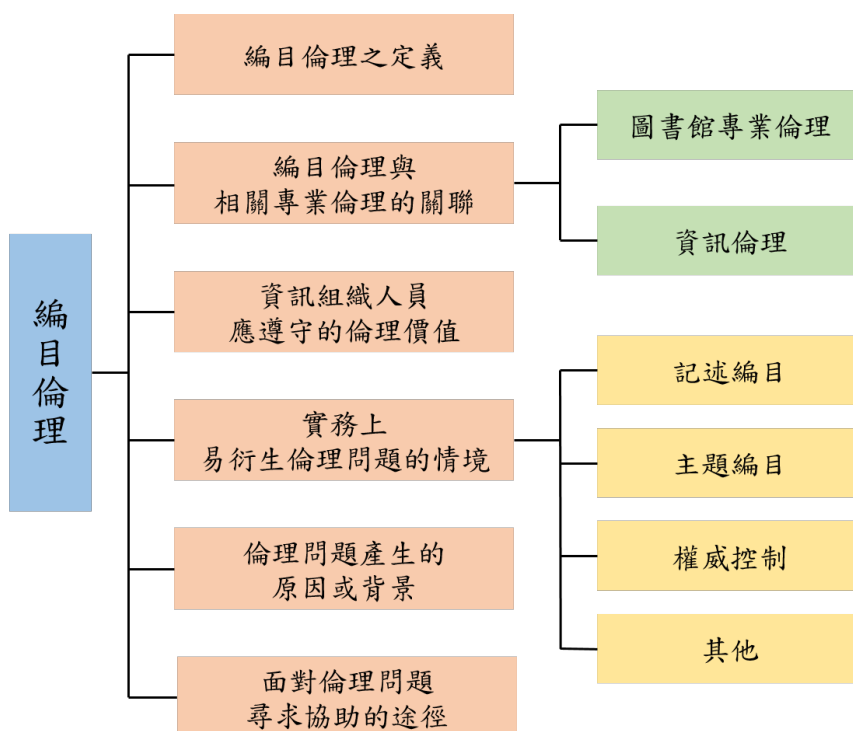 編目倫理
編目倫理之定義
編目倫理與
相關專業倫理的關聯
圖書館專業倫理
資訊倫理
資訊組織人員
應遵守的倫理價值
實務上
易衍生倫理問題的情境
記述編目
主題編目
權威控制
其他
倫理問題產生的
原因或背景
面對倫理問題
尋求協助的途徑